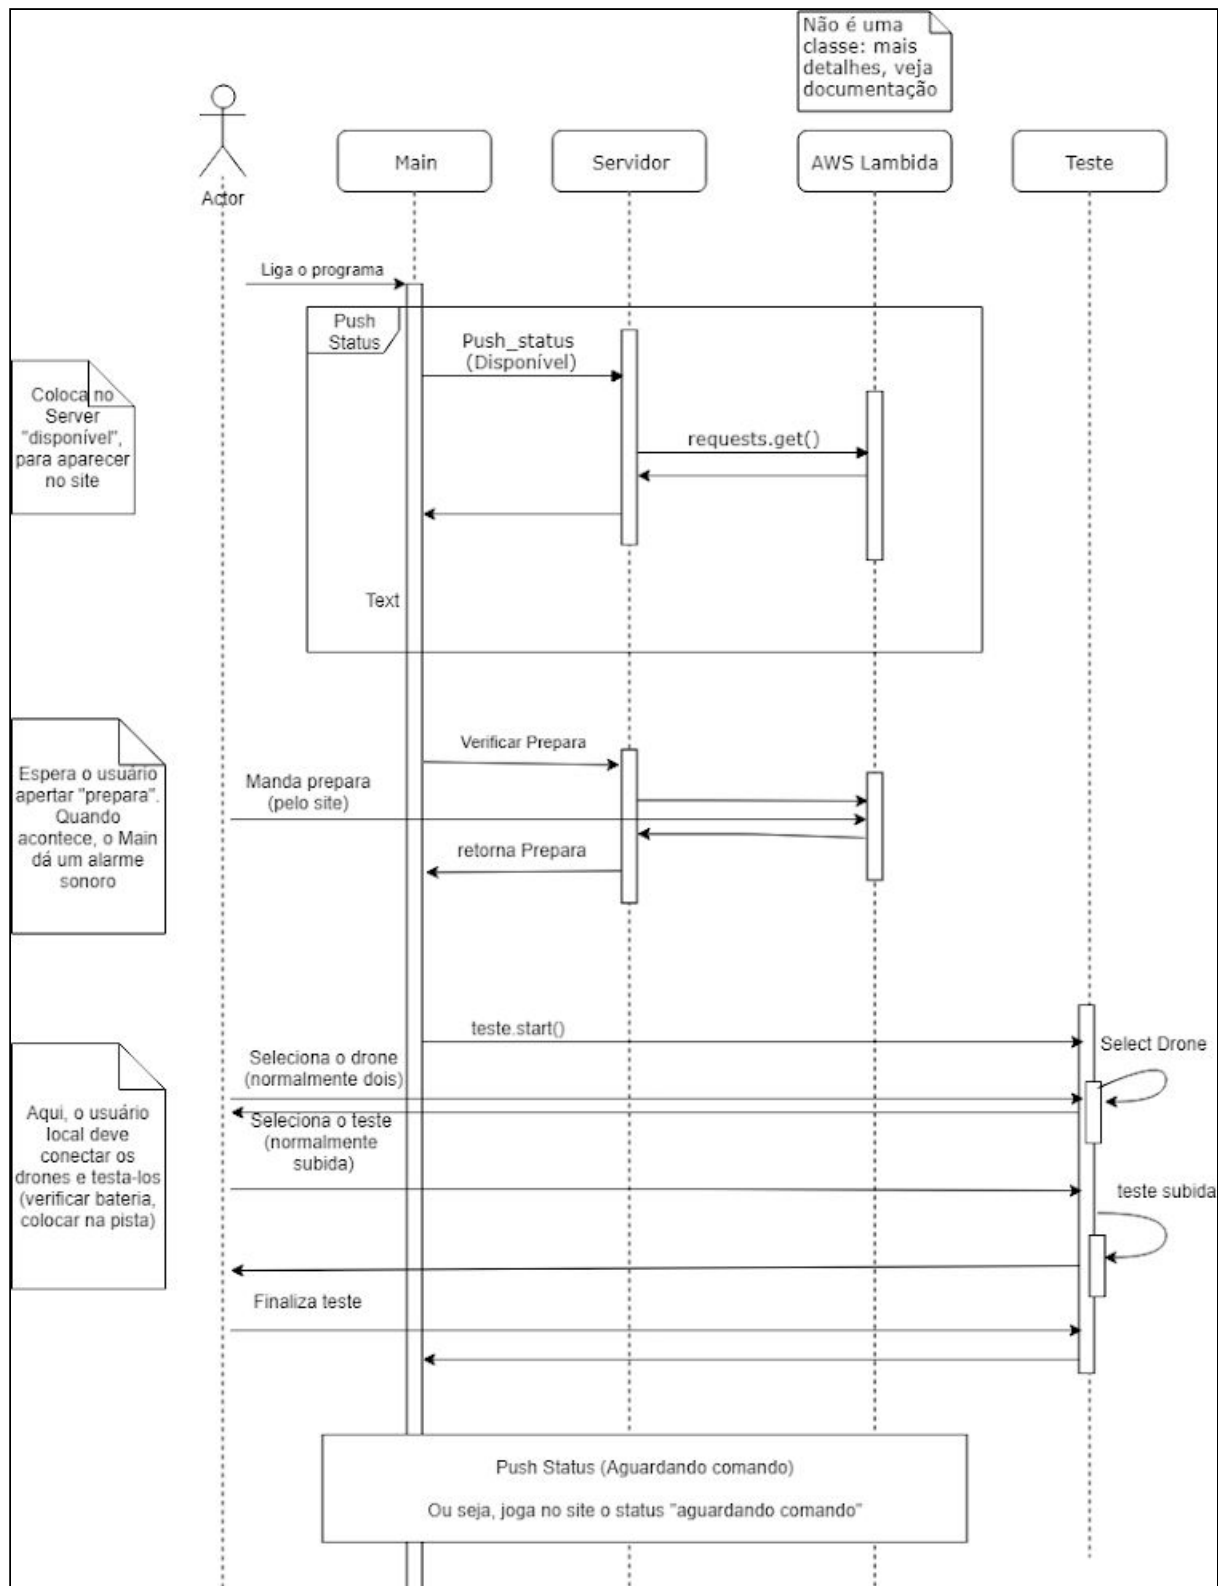 Não é uma
classe: mais
detalhes, veja
documentação
Actor
Main
Servidor
AWS Lambida
Teste
Liga o programa
Push
Status
Push_status
(Disponível)
Coloca no
Server
"disponível",
para aparecer
no site
requests.get()
Text
Verificar Prepara
Espera o usuário
apertar "prepara".
Quando
acontece, o Main
dá um alarme
sonoro
Manda prepara
(pelo site)
retorna Prepara
teste.start()
Select Drone
Seleciona o drone
(normalmente dois)
Aqui, o usuário
local deve
conectar os
drones e testa-los
(verificar bateria,
colocar na pista)
Seleciona o teste
(normalmente
subida)
teste subida
Finaliza teste
Push Status (Aguardando comando)
Ou seja, joga no site o status "aguardando comando"